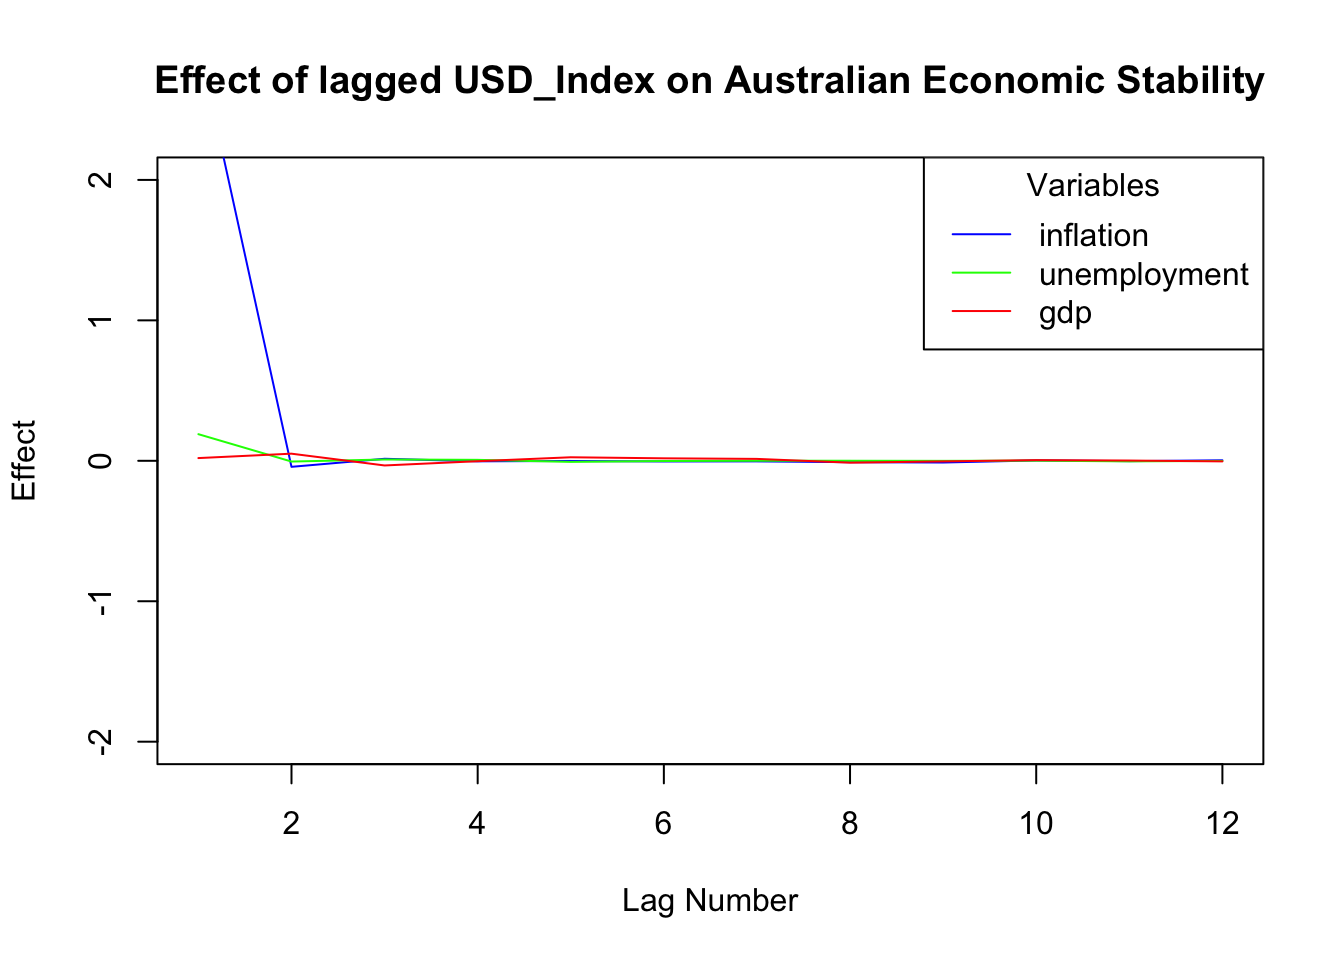 Effect of lagged USD_Index on Australian Economic Stability
Variables
inflation
unemployment
gdp
2
1
0
-1
-2
Effect
2 4 6 8 10 12
Lag Number